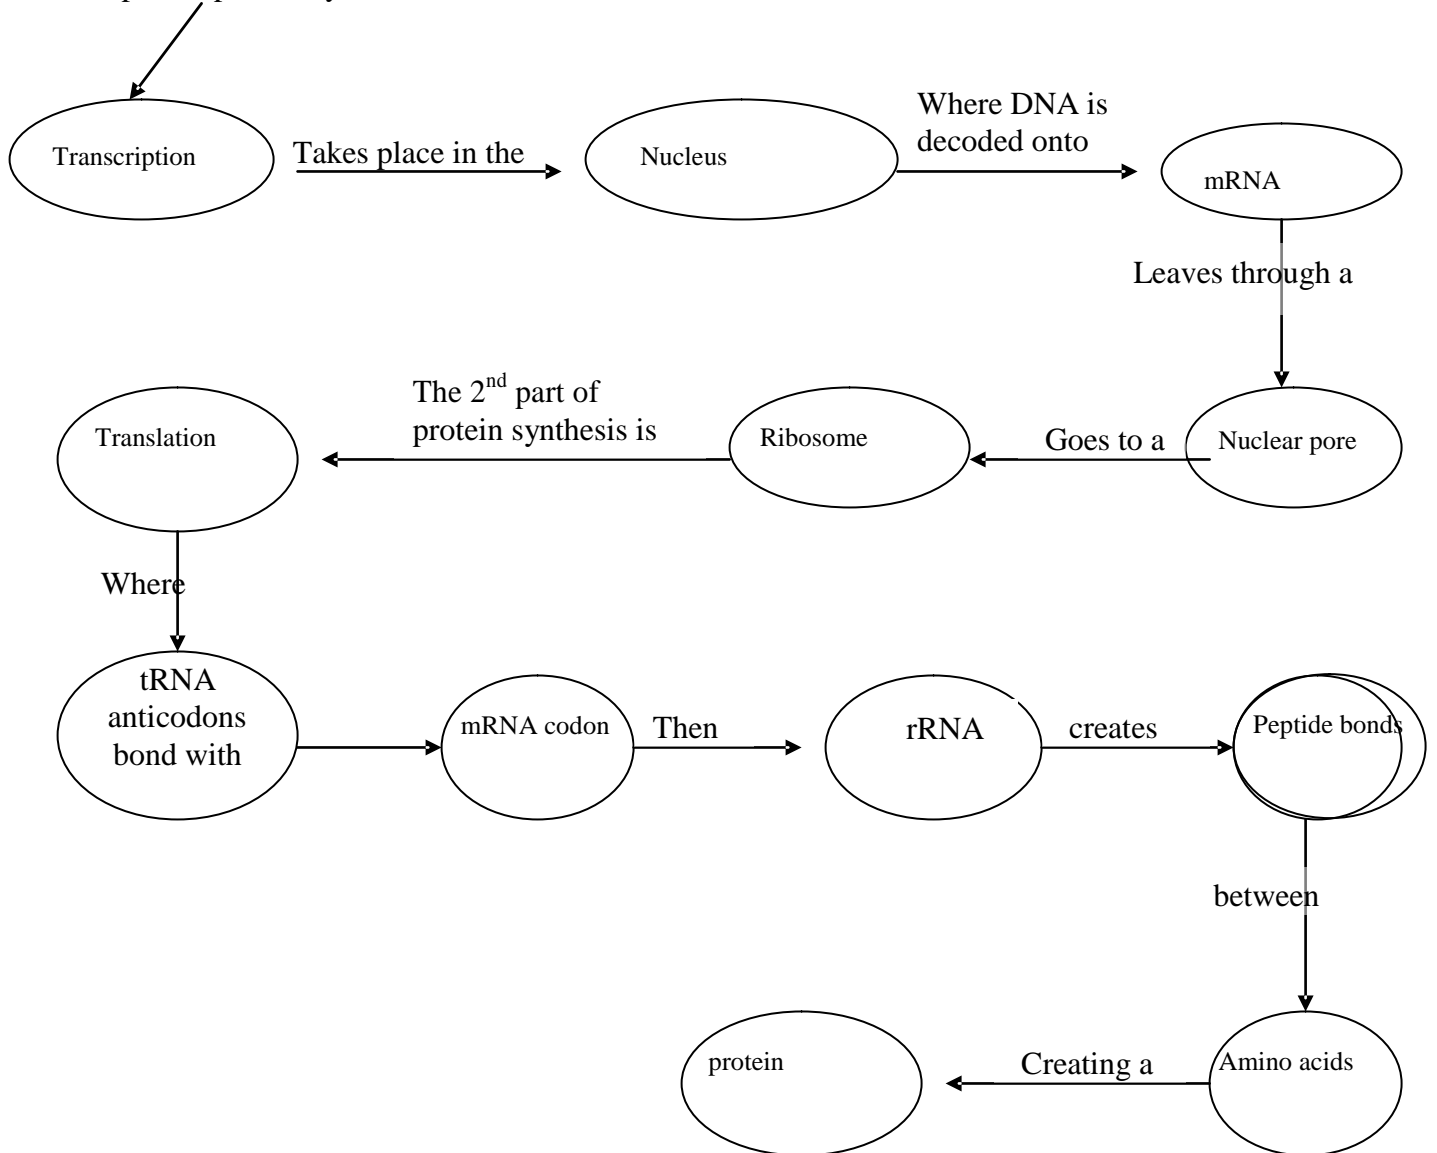 Transcription
Takes place in the
Nucleus
Where DNA is
decoded onto
mRNA
Leaves through a
Nuclear pore
Goes to a
Ribosome
The 2nd part of
protein synthesis is
Translation
Where
tRNA
anticodons
bond with
mRNA codon
Then
rRNA
creates
Peptide bonds
between
Amino acids
Creating a
protein